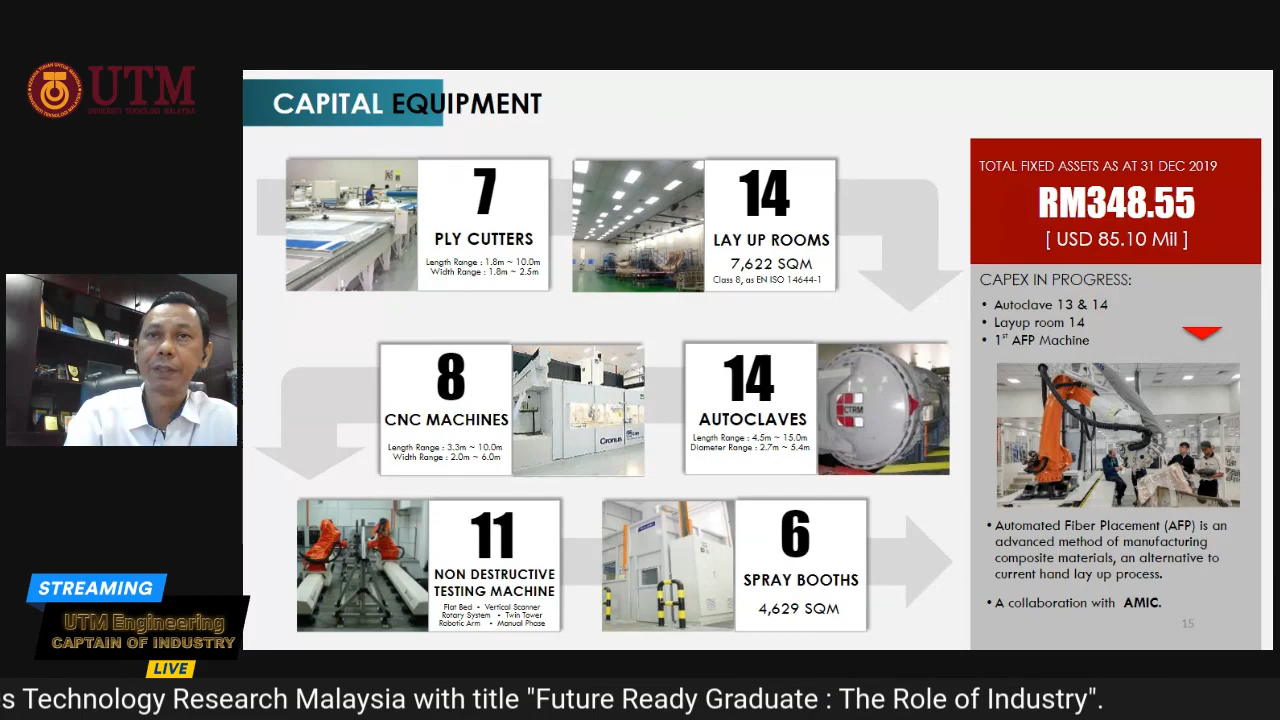 UTM
UNIVERSITI TEKNOLOGI MALAYSIA
CAPITAL EQUIPMENT
7
PLY CUTTERS
Length Range : 1.8m ~ 10.0m
Width Range : 1.8m ~ 2.5m
14
LAY UP ROOMS
7,622 SQM
Class 8, as EN ISO 14644-1
8
CNC MACHINES
Length Range : 3.3m ~ 10.0m
Width Range : 2.0m ~ 6.0m
Cronus
14
AUTOCLAVES
Length Range : 4.5m ~ 15.0m
Diameter Range : 2.7m ~ 5.4m
CTRM
11
NON DESTRUCTIVE
TESTING MACHINE
Flat Bed • Vertical Scanner
Rotary System • Twin Tower
Robotic Arm • Manual Phase
6
SPRAY BOOTHS
4,629 SQM
TOTAL FIXED ASSETS AS AT 31 DEC 2019
RM348.55
[ USD 85.10 Mil ]
CAPEX IN PROGRESS:
• Autoclave 13 & 14
• Layup room 14
• 1ST AFP Machine
• Automated Fiber Placement (AFP) is an
advanced method of manufacturing
composite materials, an alternative to
current hand lay up process.
• A collaboration with AMIC.
15
STREAMING
UTM Engineering
CAPTAIN OF INDUSTRY
LIVE
s Technology Research Malaysia with title "Future Ready Graduate : The Role of Industry".